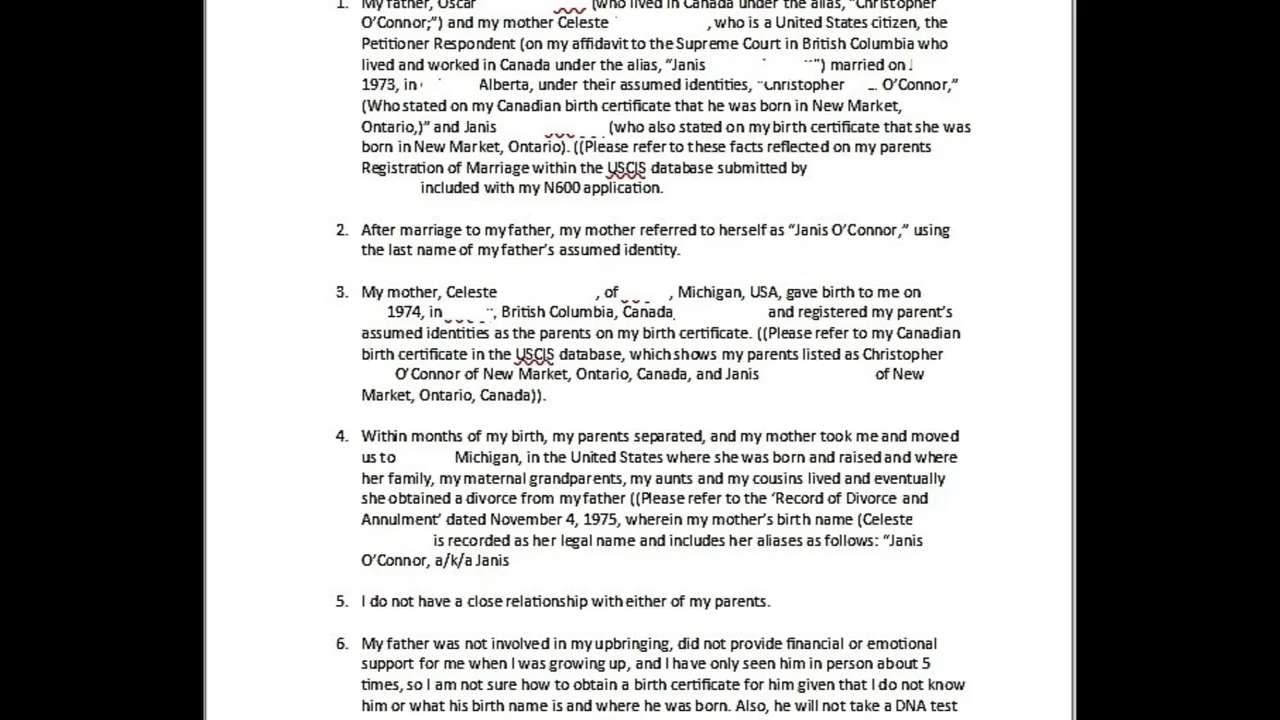 1. My father, Oscar (who lived in Canada under the alias, “Christopher
O’Connor;”) and my mother Celeste , who is a United States citizen, the
Petitioner Respondent (on my affidavit to the Supreme Court in British Columbia who
lived and worked in Canada under the alias, “Janis ”) married on
1973, in Alberta, under their assumed identities, “Christopher O’Connor,”
(Who stated on my Canadian birth certificate that he was born in New Market,
Ontario,)” and Janis (who also stated on my birth certificate that she was
born in New Market, Ontario). ((Please refer to these facts reflected on my parents
Registration of Marriage within the USCIS database submitted by
included with my N600 application.
2. After marriage to my father, my mother referred to herself as “Janis O’Connor,” using
the last name of my father’s assumed identity.
3. My mother, Celeste , of , Michigan, USA, gave birth to me on
1974, in , British Columbia, Canada and registered my parent’s
assumed identities as the parents on my birth certificate. ((Please refer to my Canadian
birth certificate in the USCIS database, which shows my parents listed as Christopher
O’Connor of New Market, Ontario, Canada, and Janis of New
Market, Ontario, Canada)).
4. Within months of my birth, my parents separated, and my mother took me and moved
us to Michigan, in the United States where she was born and raised and where
her family, my maternal grandparents, my aunts and my cousins lived and eventually
she obtained a divorce from my father ((Please refer to the ‘Record of Divorce and
Annulment’ dated November 4, 1975, wherein my mother’s birth name (Celeste
is recorded as her legal name and includes her aliases as follows: “Janis
O’Connor, a/k/a Janis
5. I do not have a close relationship with either of my parents.
6. My father was not involved in my upbringing, did not provide financial or emotional
support for me when I was growing up, and I have only seen him in person about 5
times, so I am not sure how to obtain a birth certificate for him given that I do not know
him or what his birth name is and where he was born. Also, he will not take a DNA test